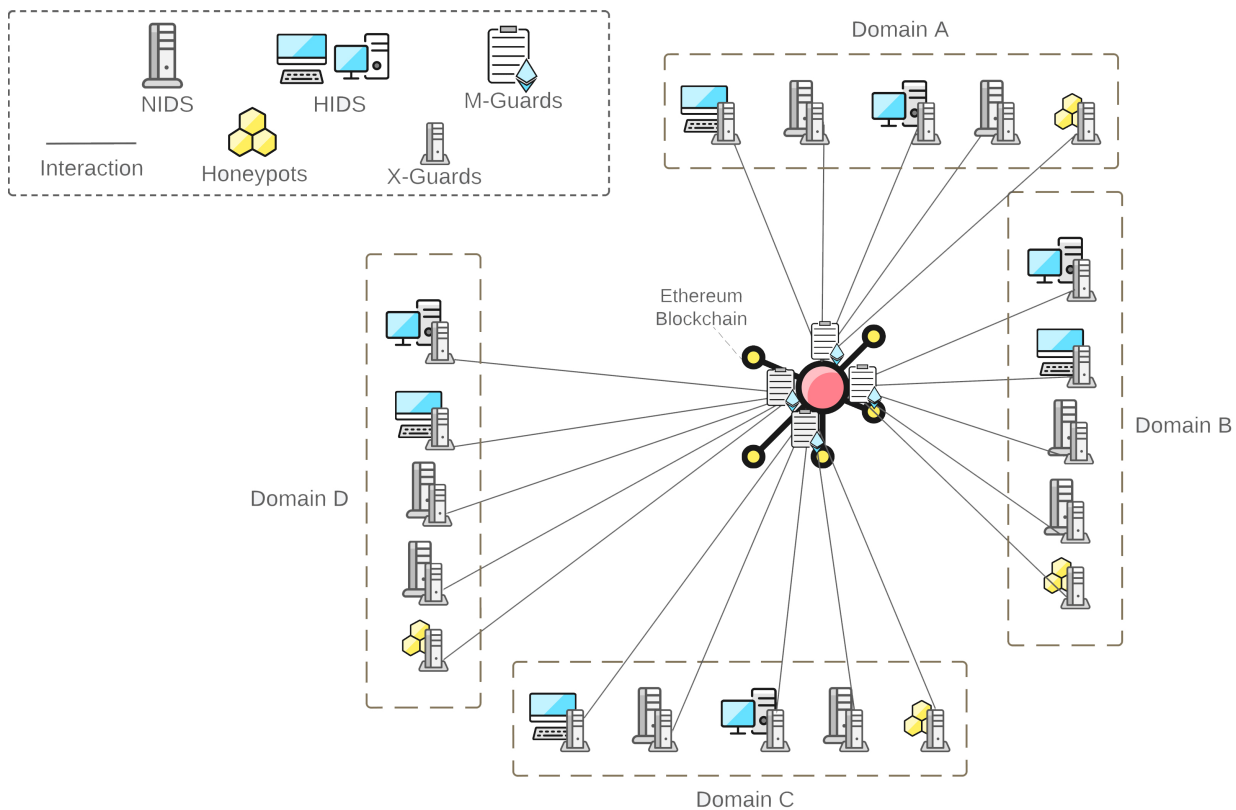 NIDS
HIDS
M-Guards
Interaction
Honeypots
X-Guards
Domain A
Ethereum
Blockchain
Domain B
Domain D
Domain C